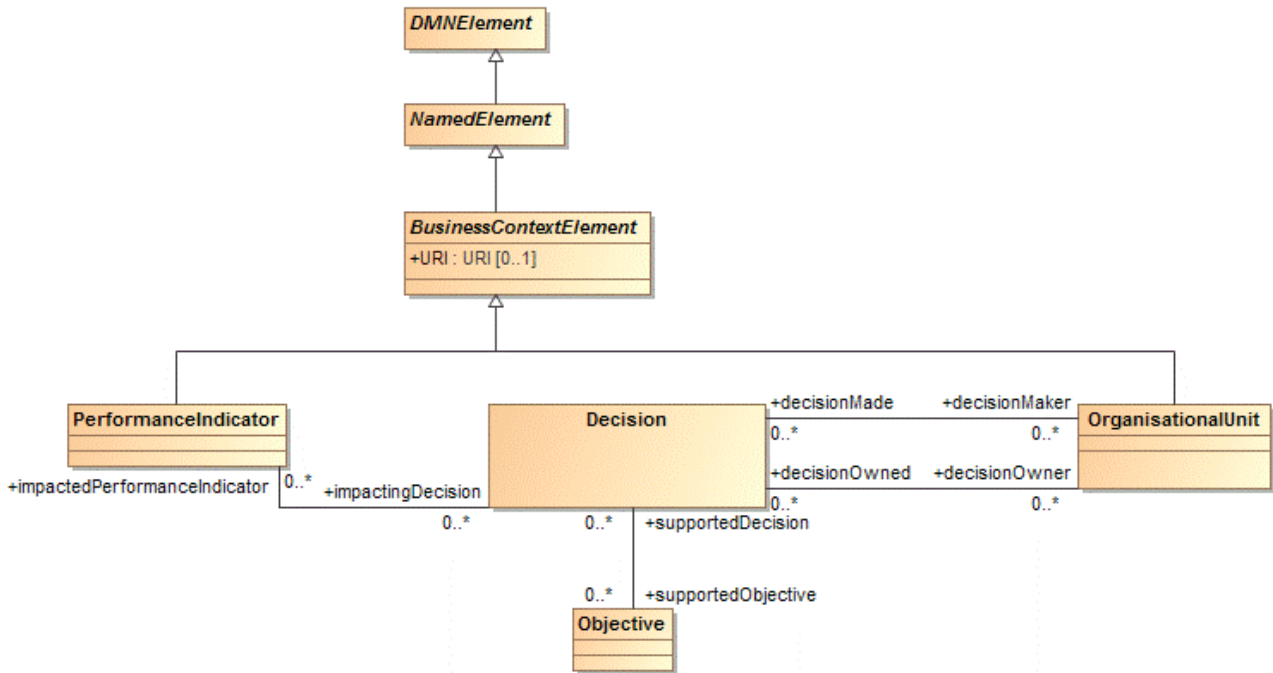 DMNElement
NamedElement
BusinessContextElement
+URI : URI [0..1]
PerformanceIndicator
Decision
+decisionMade
+decisionMaker
OrganisationalUnit
0..*
0..*
+decisionOwned
+decisionOwner
+impactedPerformanceIndicator
0..*
+impactingDecision
0..*
0..*
0..*
0..*
+supportedDecision
0..*
+supportedObjective
Objective